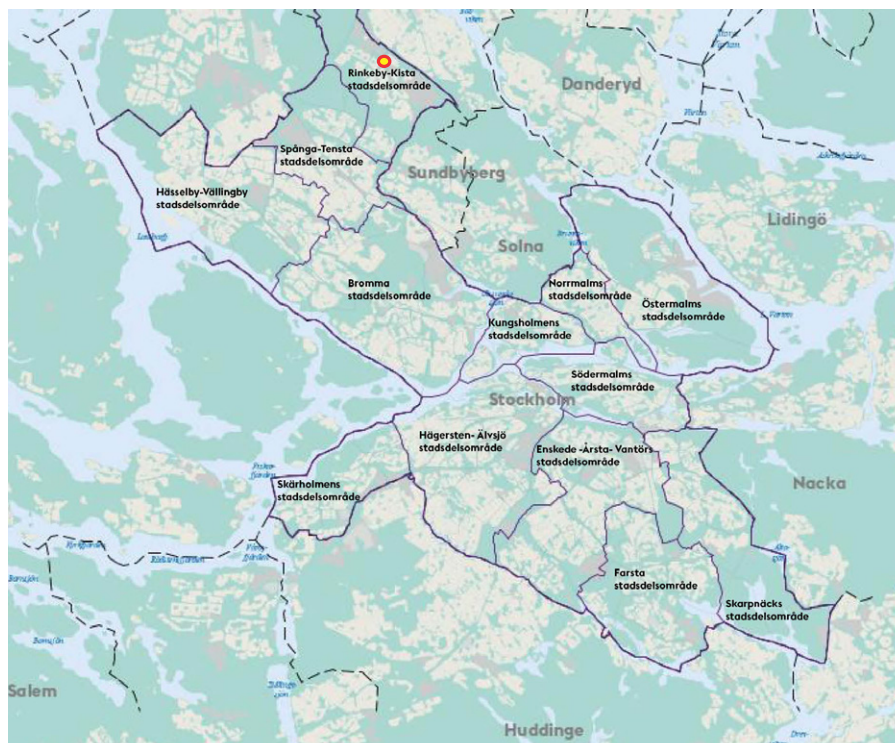 Danderyd
Rinkeby-Kista
stadsdelsområde
Spånga-Tensta
stadsdelsområde
Sundbyberg
Hässelby-Vällingby
stadsdelsområde
Lidingö
Solna
Bromma
stadsdelsområde
Norrmalms
stadsdelsområde
Östermalms
stadsdelsområde
Kungsholmens
stadsdelsområde
Södermalms
stadsdelsområde
Stockholm
Hägersten- Älvsjö
stadsdelsområde
Enskede -Årsta- Vantörs
stadsdelsområde
Skärholmens
stadsdelsområde
Nacka
Farsta
stadsdelsområde
Skarpnäcks
stadsdelsområde
Salem
Huddinge